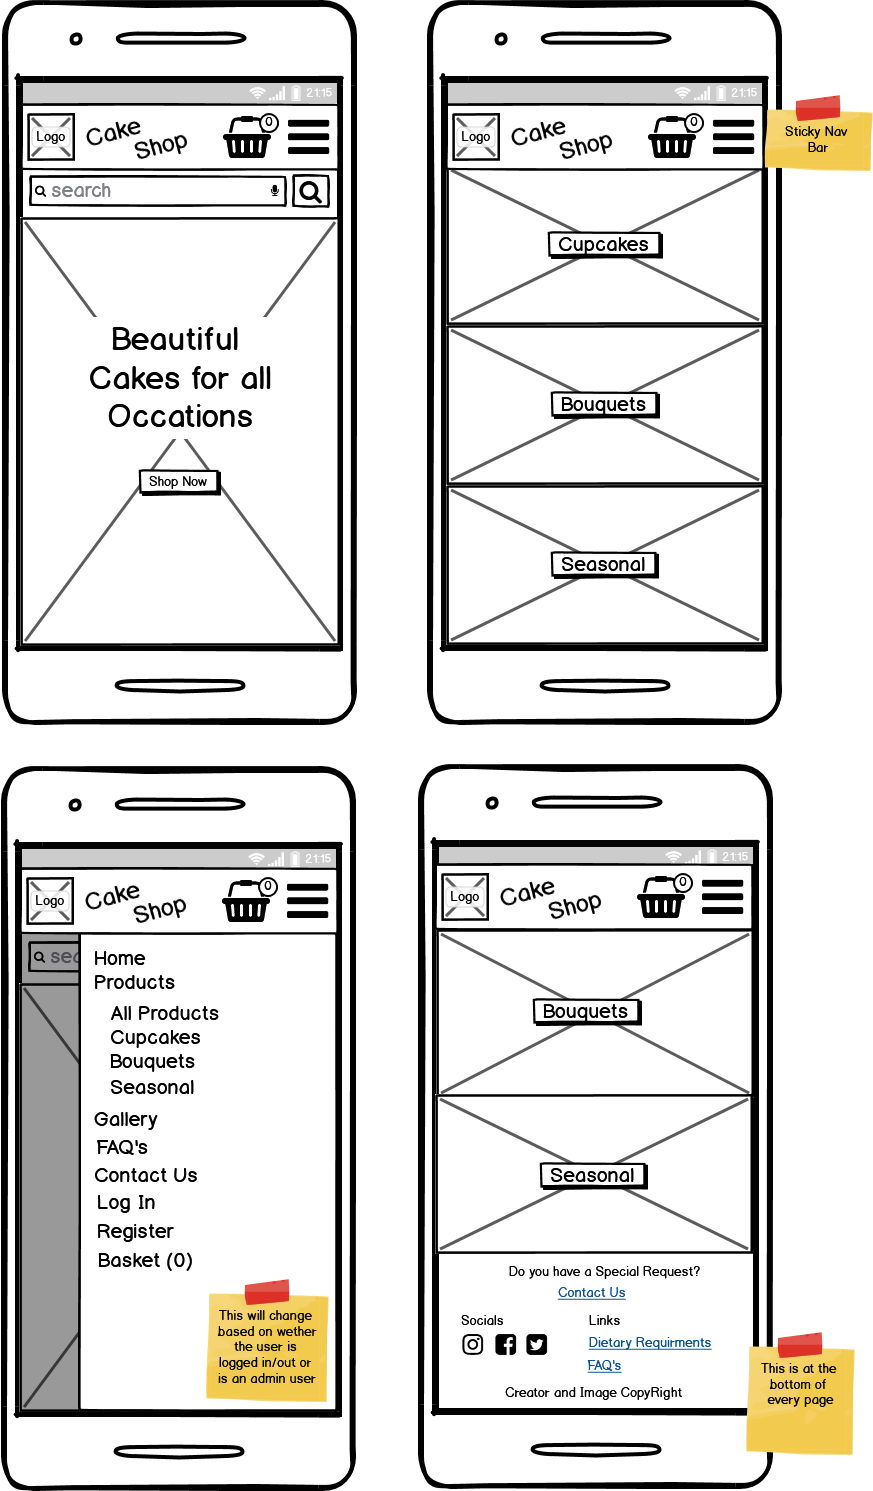 21:15
Logo
Cake
Shop
0
search
Beautiful
Cakes for all
Occations
Shop Now
21:15
Logo
Cake
Shop
0
Sticky Nav
Bar
Cupcakes
Bouquets
Seasonal
21:15
Logo
Cake
Shop
0
sea
Home
Products
All Products
Cupcakes
Bouquets
Seasonal
Gallery
FAQ's
Contact Us
Log In
Register
Basket (0)
This will change
based on wether
the user is
logged in/out or
is an admin user
21:15
Logo
Cake
Shop
0
Bouquets
Seasonal
Do you have a Special Request?
Contact Us
Socials
Links
Dietary Requirments
FAQ's
Creator and Image CopyRight
This is at the
bottom of
every page